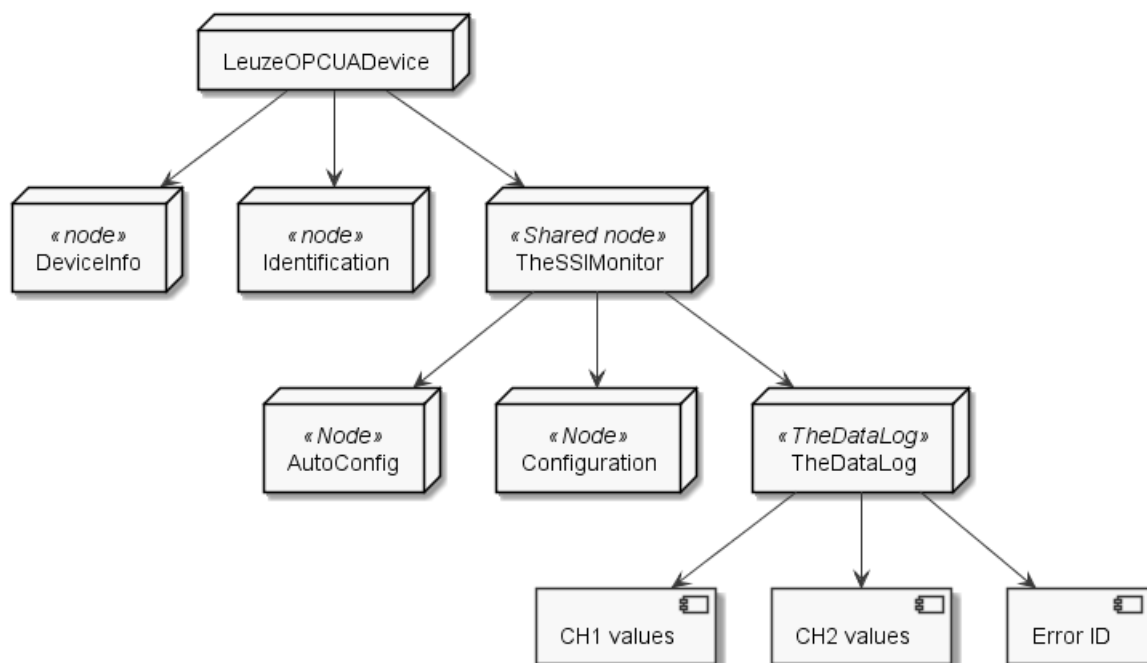 LeuzeOPCUADevice
«node»
DeviceInfo
«node»
Identification
«Shared node»
TheSSIMonitor
«Node»
AutoConfig
«Node»
Configuration
«TheDataLog»
TheDataLog
CH1 values
CH2 values
Error ID